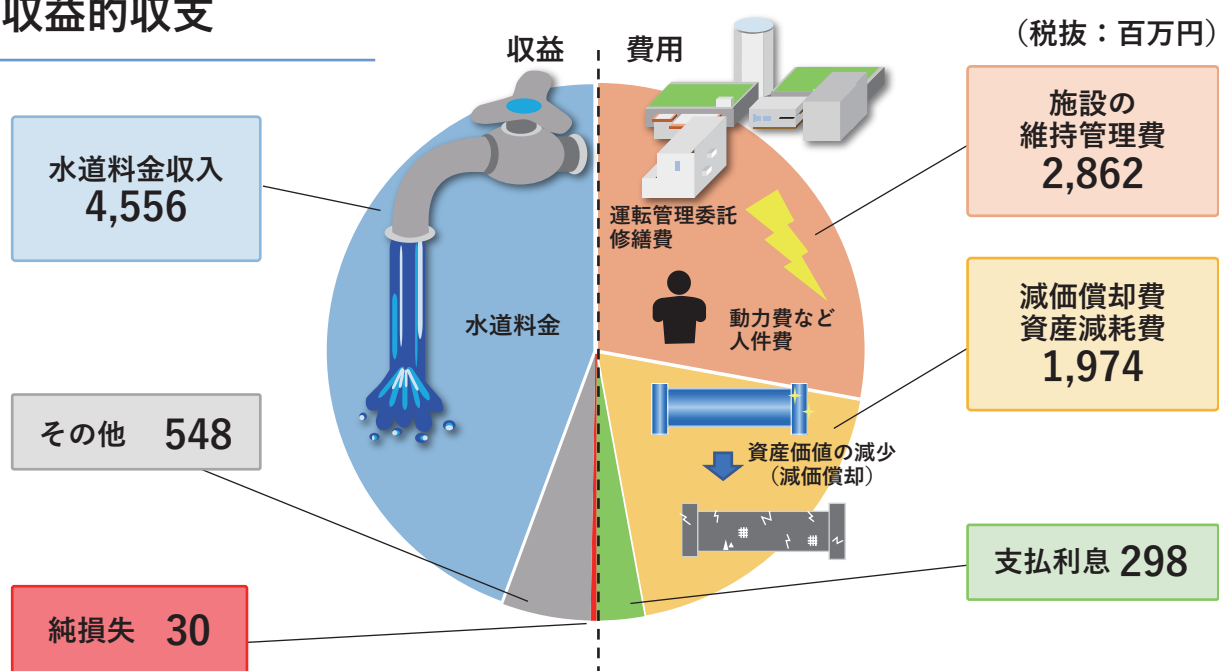 収益的収支
(税抜：百万円)
収益
費用
水道料金収入
4,556
その他 548
純損失 30
水道料金
運転管理委託
修繕費
動力費など
人件費
資産価値の減少
(減価償却)
施設の
維持管理費
2,862
減価償却費
資産減耗費
1,974
支払利息 298